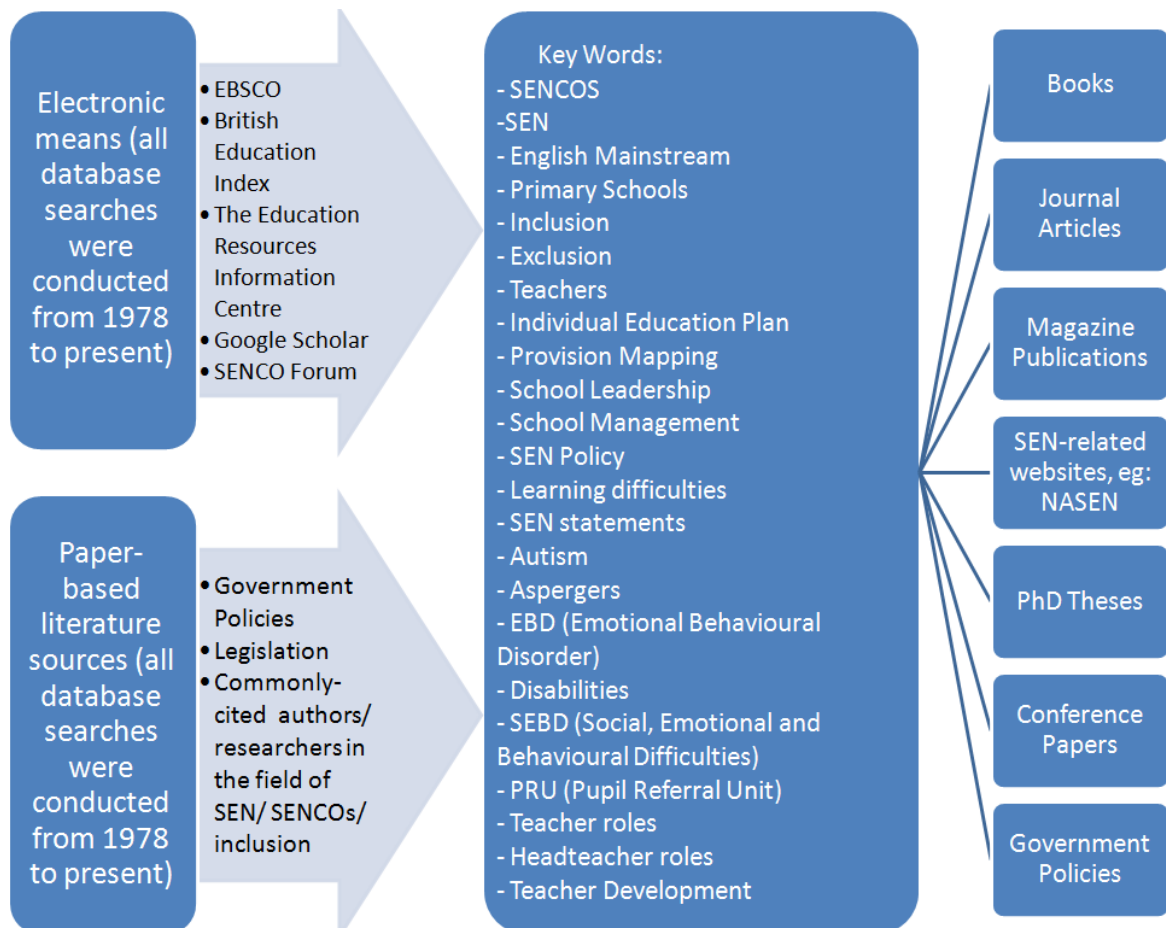 Electronic
means (all
database
searches
were
conducted
from 1978
to present)
• EBSCO
• British
Education
Index
• The Education
Resources
Information
Centre
• Google Scholar
• SENCO Forum
Paper-
based
literature
sources (all
database
searches
were
conducted
from 1978
to present)
• Government
Policies
• Legislation
• Commonly-
cited authors/
researchers in
the field of
SEN/ SENCOs/
inclusion
Key Words:
- SENCOS
-SEN
- English Mainstream
- Primary Schools
- Inclusion
- Exclusion
- Teachers
- Individual Education Plan
- Provision Mapping
- School Leadership
- School Management
- SEN Policy
- Learning difficulties
- SEN statements
- Autism
- Aspergers
- EBD (Emotional Behavioural
Disorder)
- Disabilities
- SEBD (Social, Emotional and
Behavioural Difficulties)
- PRU (Pupil Referral Unit)
- Teacher roles
- Headteacher roles
- Teacher Development
Books
Journal
Articles
Magazine
Publications
SEN-related
websites, eg:
NASEN
PhD Theses
Conference
Papers
Government
Policies